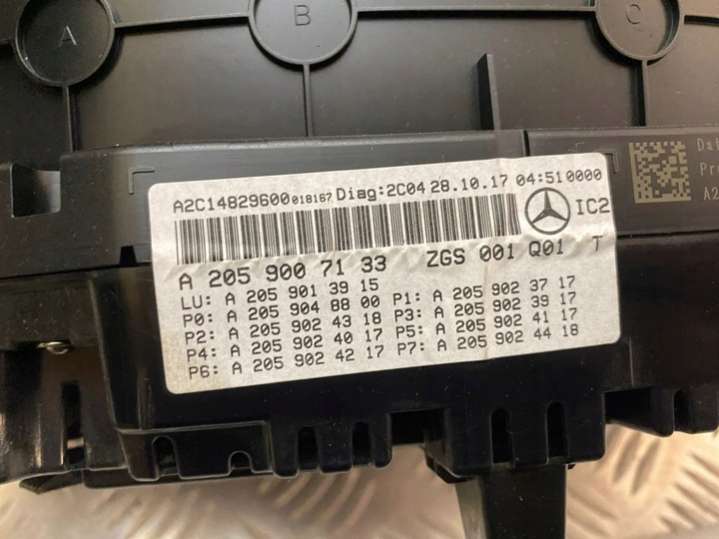 A
B
C
A2C14829600 018167 Diag:2C04 28.10.17 04:51 0000
IC2
A 205 900 71 33 ZGS 001 Q01 T
LU: A 205 901 39 15
P0: A 205 904 88 00 P1: A 205 902 37 17
P2: A 205 902 43 18 P3: A 205 902 39 17
P4: A 205 902 40 17 P5: A 205 902 41 17
P6: A 205 902 42 17 P7: A 205 902 44 18
Dat
Pr
A2